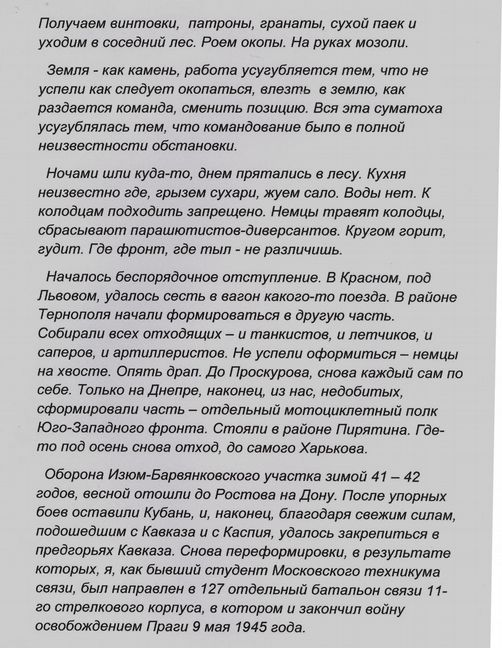 Получаем винтовки, патроны, гранаты, сухой паек и
уходим в соседний лес. Роем окопы. На руках мозоли.
Земля - как камень, работа усугубляется тем, что не
успели как следует окопаться, влезть в землю, как
раздается команда, сменить позицию. Вся эта суматоха
усугублялась тем, что командование было в полной
неизвестности обстановки.
Ночами шли куда-то, днем прятались в лесу. Кухня
неизвестно где, грызем сухари, жуем сало. Воды нет. К
колодцам подходить запрещено. Немцы травят колодцы,
сбрасывают парашютистов-диверсантов. Кругом горит,
гудит. Где фронт, где тыл - не различишь.
Началось беспорядочное отступление. В Красном, под
Львовом, удалось сесть в вагон какого-то поезда. В районе
Тернополя начали формироваться в другую часть.
Собирали всех отходящих – и танкистов, и летчиков, и
саперов, и артиллеристов. Не успели оформиться – немцы
на хвосте. Опять драп. До Проскурова, снова каждый сам по
себе. Только на Днепре, наконец, из нас, недобитых,
сформировали часть – отдельный мотоциклетный полк
Юго-Западного фронта. Стояли в районе Пирятина. Где-
то под осень снова отход, до самого Харькова.
Оборона Изюм-Барвянковского участка зимой 41 – 42
годов, весной отошли до Ростова на Дону. После упорных
боев оставили Кубань, и, наконец, благодаря свежим силам,
подошедшим с Кавказа и с Каспия, удалось закрепиться в
предгорьях Кавказа. Снова переформировки, в результате
которых, я, как бывший студент Московского техникума
связи, был направлен в 127 отдельный батальон связи 11-
го стрелкового корпуса, в котором и закончил войну
освобождением Праги 9 мая 1945 года.